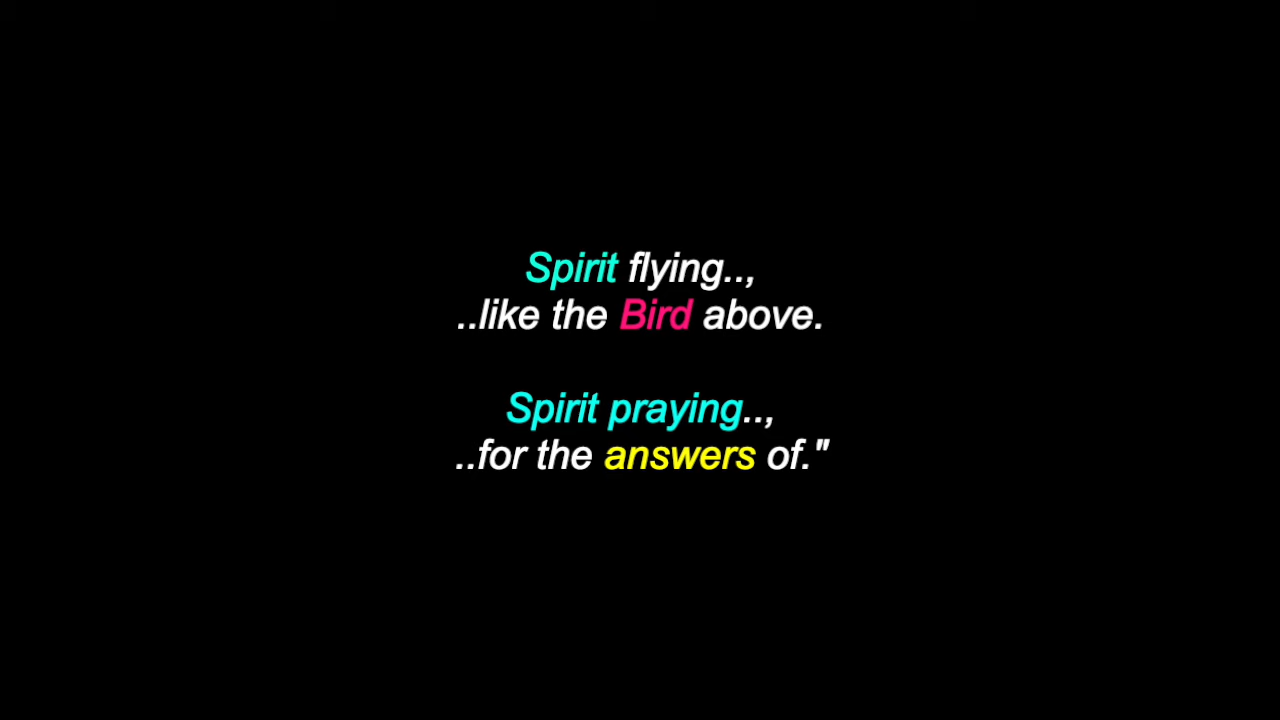 Spirit flying..,
..like the Bird above.
Spirit praying..,
..for the answers of."